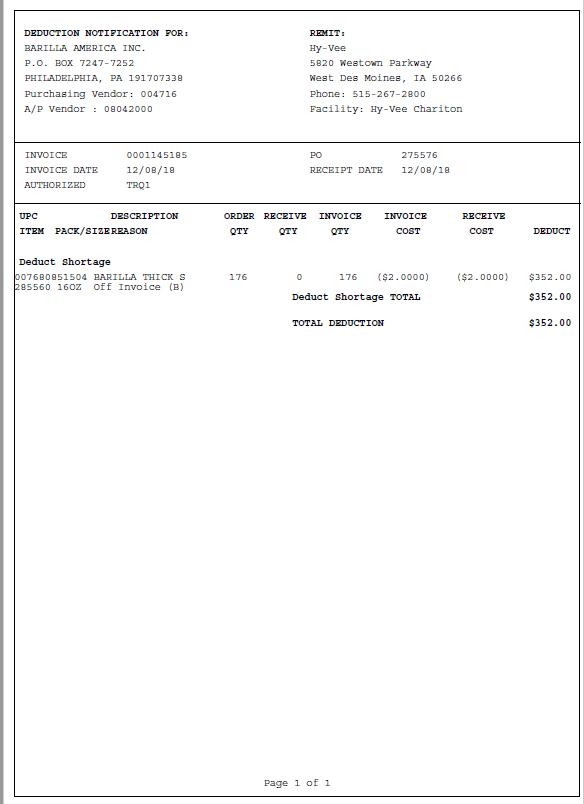 DEDUCTION NOTIFICATION FOR: REMIT:
BARILLA AMERICA INC. Hy-Vee
P.O. BOX 7247-7252 5820 Westown Parkway
PHILADELPHIA, PA 191707338 West Des Moines, IA 50266
Purchasing Vendor: 004716 Phone: 515-267-2800
A/P Vendor : 08042000 Facility: Hy-Vee Chariton
INVOICE 0001145185 PO 275576
INVOICE DATE 12/08/18 RECEIPT DATE 12/08/18
AUTHORIZED TRQ1
UPC DESCRIPTION ORDER RECEIVE INVOICE INVOICE RECEIVE
ITEM PACK/SIZEREASON QTY QTY QTY COST COST DEDUCT
Deduct Shortage
007680851504 BARILLA THICK S 176 0 176 ($2.0000) ($2.0000) $352.00
285560 16OZ Off Invoice (B)
Deduct Shortage TOTAL $352.00
TOTAL DEDUCTION $352.00
Page 1 of 1